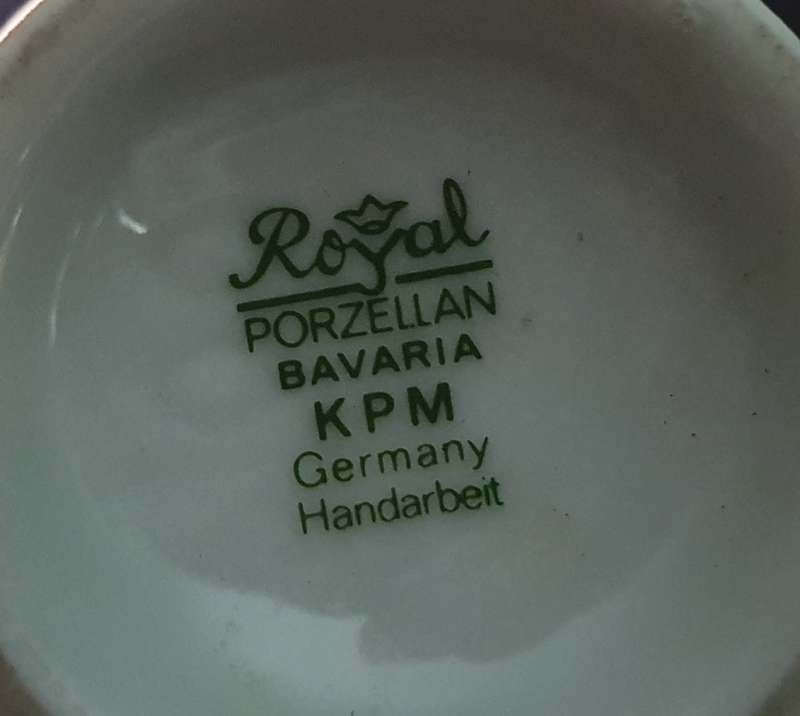 Royal
PORZELLAN
BAVARIA
KPM
Germany
Handarbeit